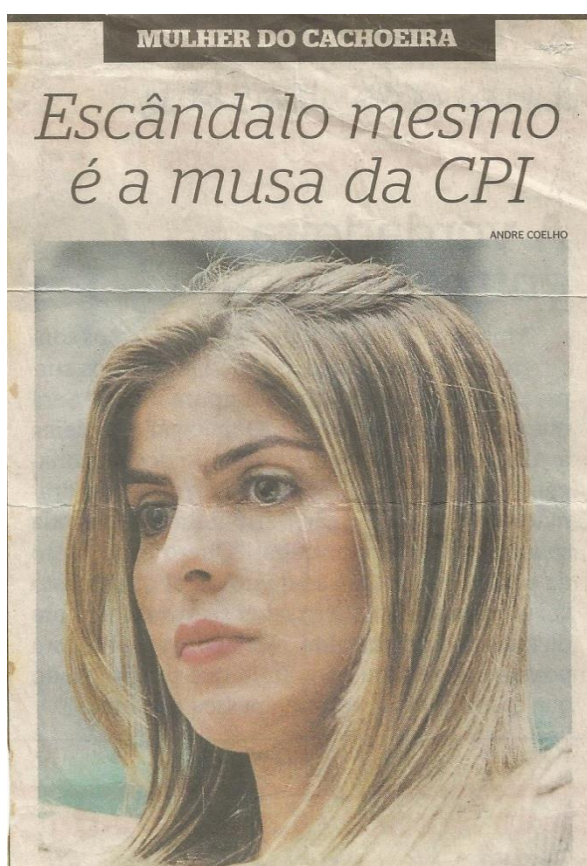 MULHER DO CACHOEIRA
Escândalo mesmo
é a musa da CPI
ANDRE COELHO